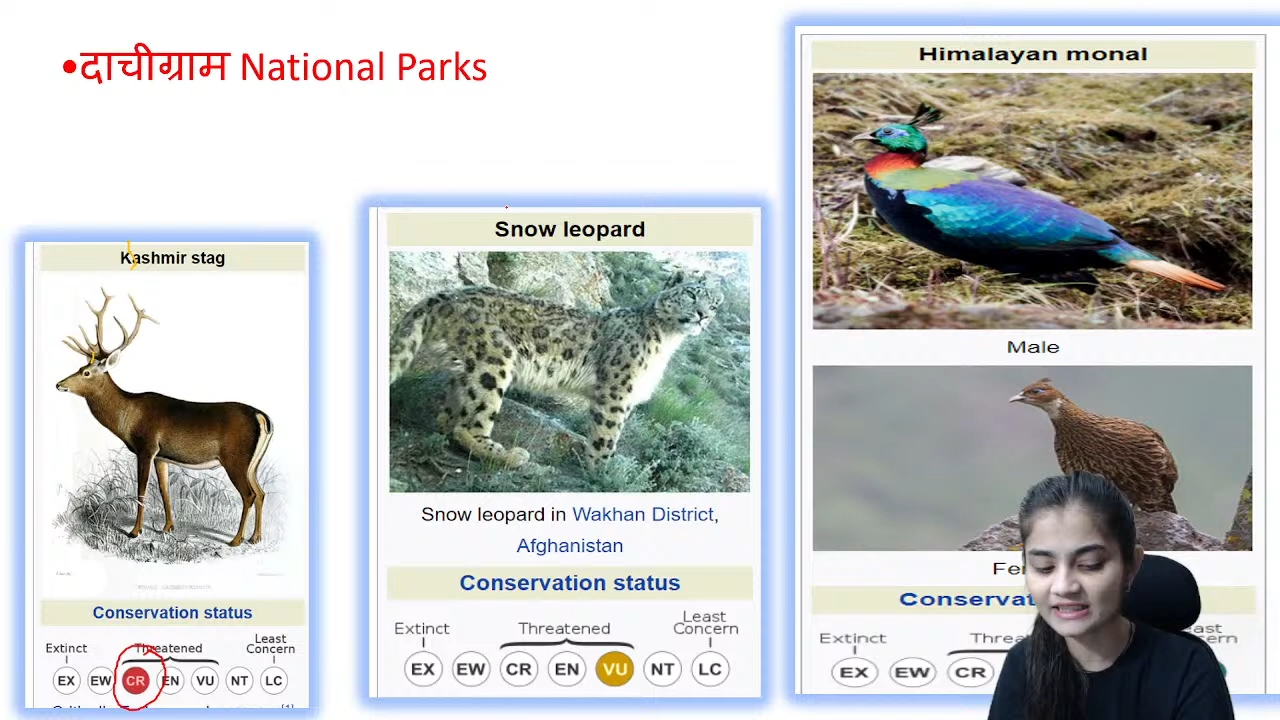 •दाचीग्राम National Parks
Kashmir stag
Conservation status
Extinct
Threatened
Least
Concern
EX EW CR EN VU NT LC
Snow leopard
Snow leopard in Wakhan District,
Afghanistan
Conservation status
Extinct
Threatened
Least
Concern
EX EW CR EN VU NT LC
Himalayan monal
Male
Extinct
EX EW CR